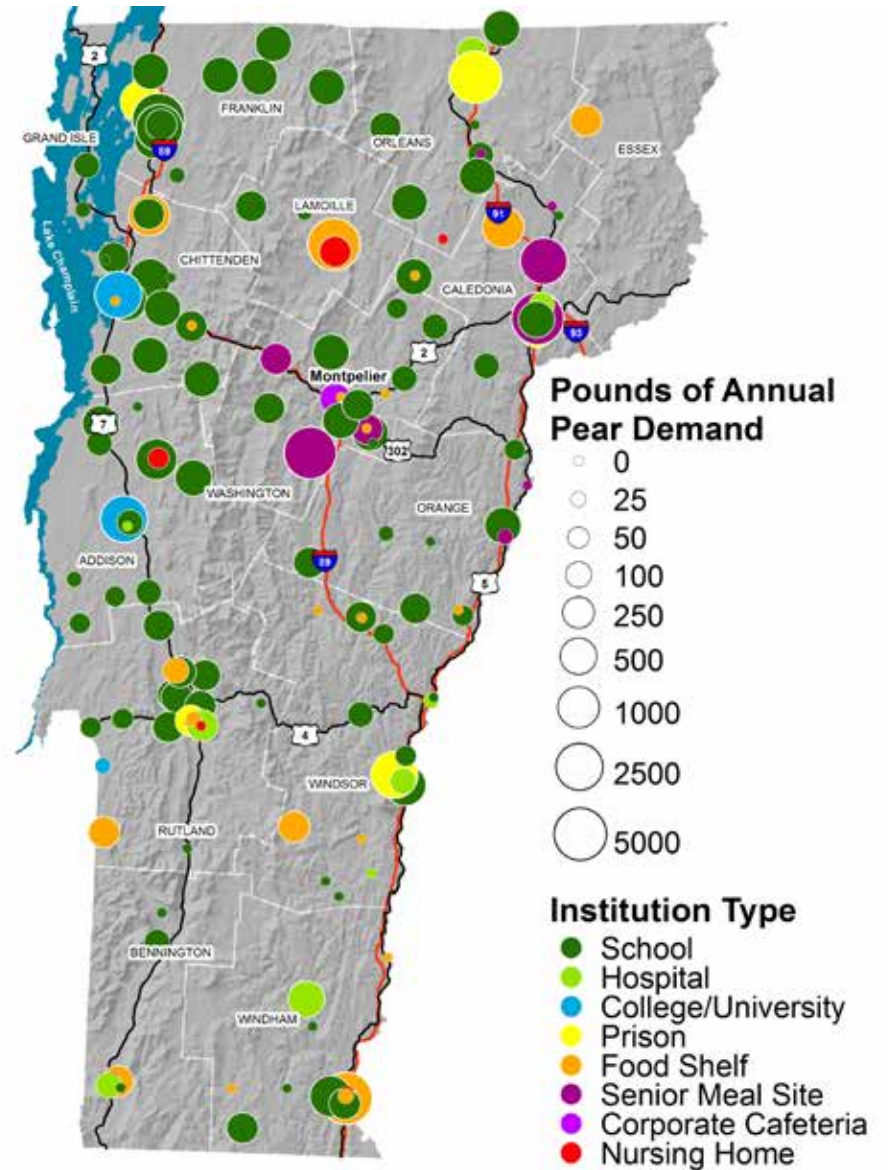 2
FRANKLIN
GRAND ISLE
ORLEANS
ESSEX
89
LAMOILLE
91
Lake Champlain
CHITTENDEN
CALEDONIA
93
2
Montpelier
7
302
WASHINGTON
ORANGE
ADDISON
89
5
4
WINDSOR
RUTLAND
BENNINGTON
WINDHAM
Pounds of Annual
Pear Demand
0
25
50
100
250
500
1000
2500
5000
Institution Type
School
Hospital
College/University
Prison
Food Shelf
Senior Meal Site
Corporate Cafeteria
Nursing Home